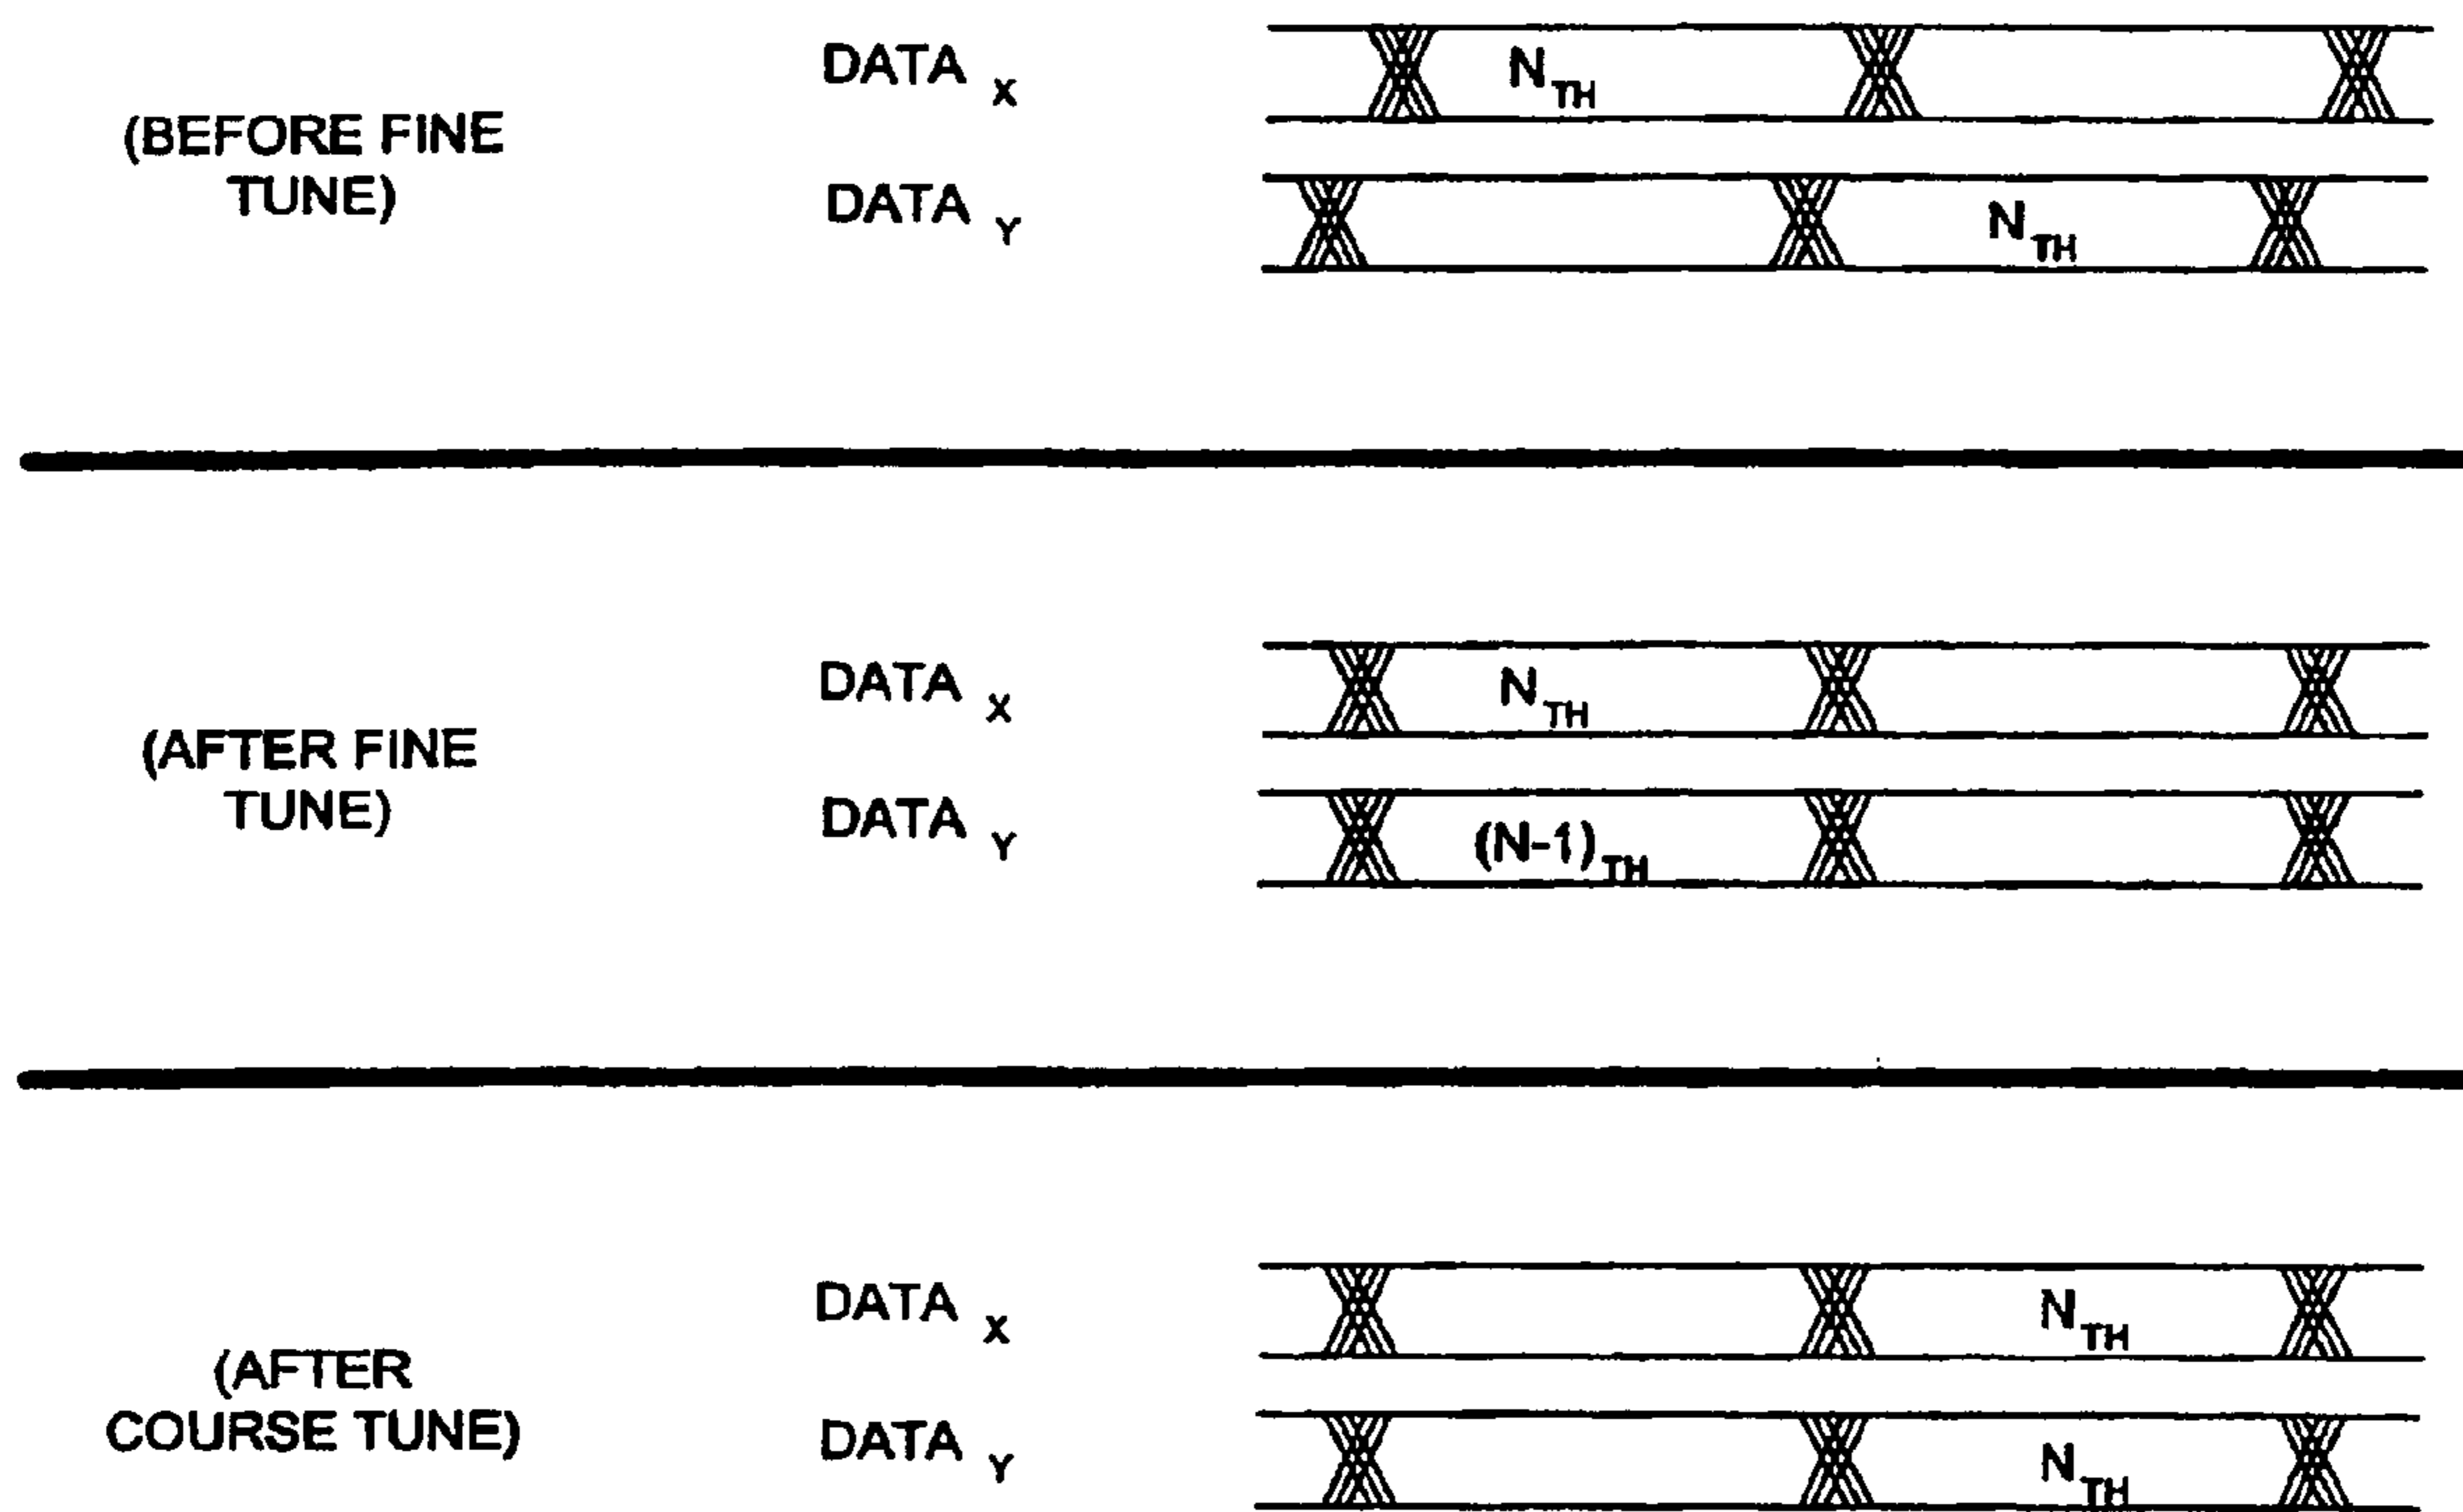 DATA X N TH
(BEFORE FINE
TUNE)
DATA Y N TH
DATA X N TH
(AFTER FINE
TUNE)
DATA Y (N-1) TH
DATA X N TH
(AFTER
COURSE TUNE)
DATA Y N TH